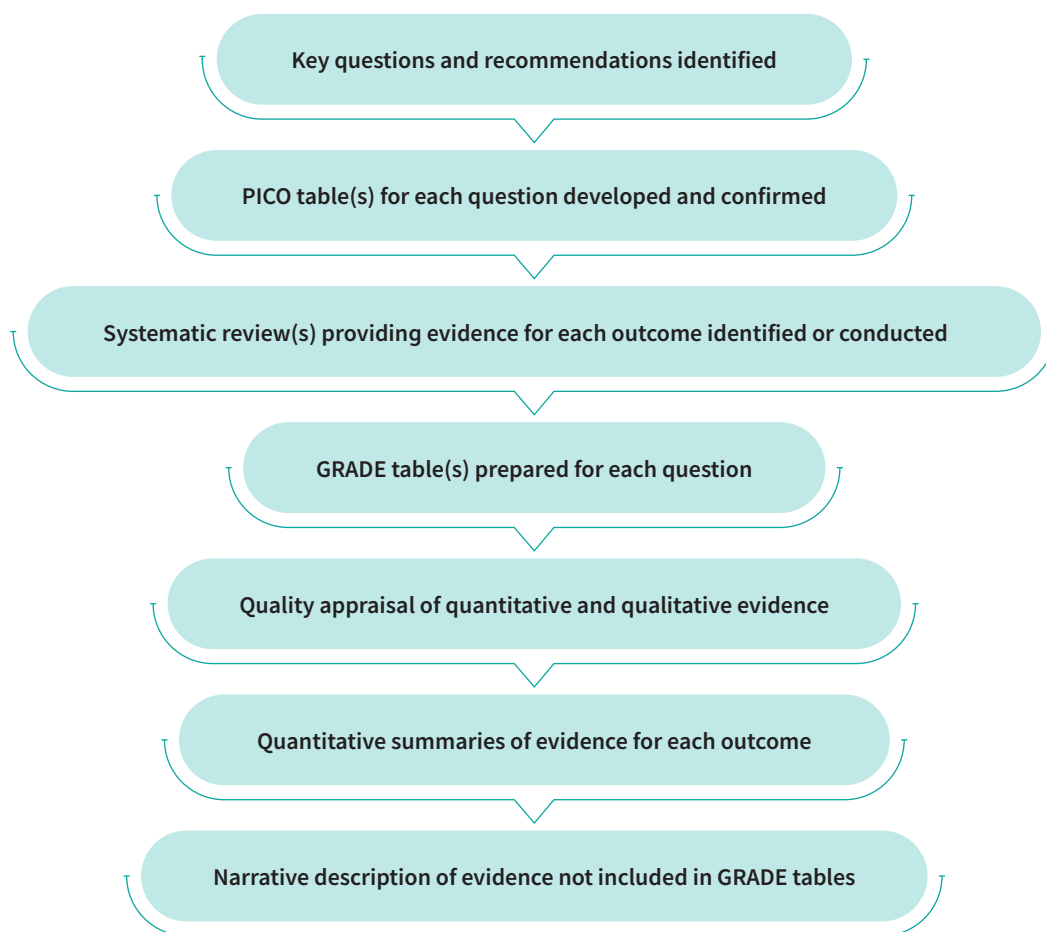 Key questions and recommendations identified
PICO table(s) for each question developed and confirmed
Systematic review(s) providing evidence for each outcome identified or conducted
GRADE table(s) prepared for each question
Quality appraisal of quantitative and qualitative evidence
Quantitative summaries of evidence for each outcome
Narrative description of evidence not included in GRADE tables